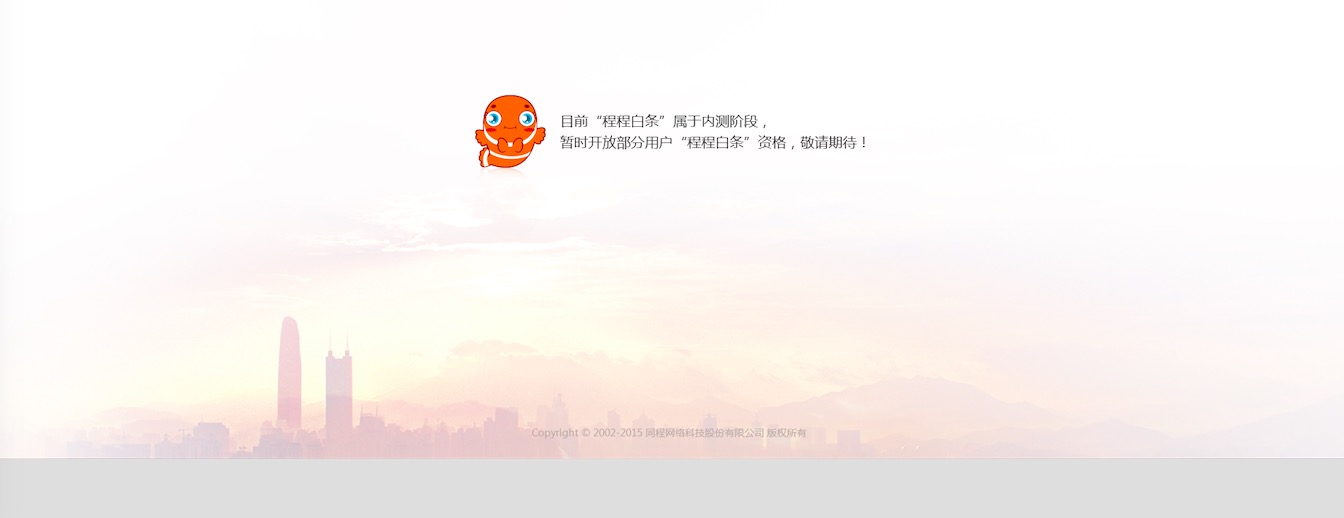 目前“程程白条”属于内测阶段，
暂时开放部分用户“程程白条”资格，敬请期待！
Copyright © 2002-2015 同程网络科技股份有限公司 版权所有